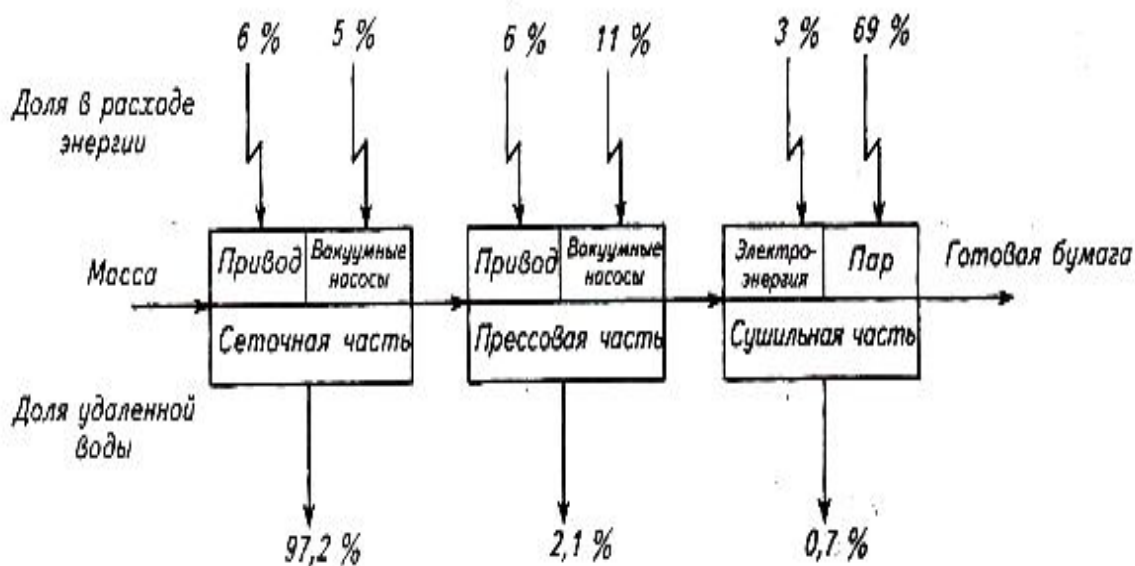 6 % 5 % 6 % 11 % 3 % 69 %
Доля в расходе
энергии
Привод Вакуумные
насосы
Привод Вакуумные
насосы
Электро-
энергия
Пар
Масса
Готовая бумага
Сеточная часть Прессовая часть Сушильная часть
Доля удаленной
воды
97,2 % 2,1 % 0,7 %